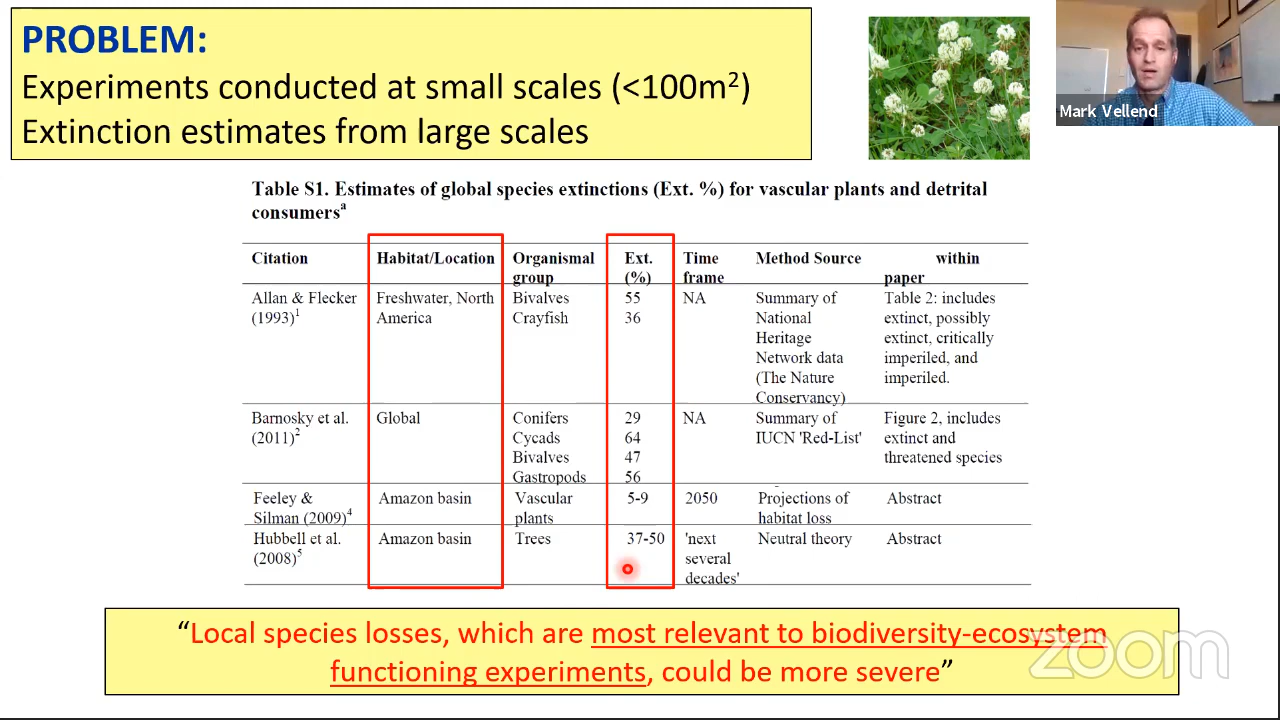 PROBLEM:
Experiments conducted at small scales (<100m²)
Extinction estimates from large scales
Mark Vellend
Table S1. Estimates of global species extinctions (Ext. %) for vascular plants and detrital
consumersᵃ
Citation Habitat/Location Organismal group Ext. (%) Time frame Method Source within paper
Allan & Flecker Freshwater, North Bivalves 55 NA Summary of Table 2: includes
(1993)¹ America Crayfish 36 National extinct, possibly
Heritage extinct, critically
Network data imperiled, and
(The Nature imperiled.
Conservancy)
Barnosky et al. Global Conifers 29 NA Summary of Figure 2, includes
(2011)² Cycads 64 IUCN 'Red-List' extinct and
Bivalves 47 threatened species
Gastropods 56
Feeley & Amazon basin Vascular 5-9 2050 Projections of Abstract
Silman (2009)⁴ plants habitat loss
Hubbell et al. Amazon basin Trees 37-50 'next Neutral theory Abstract
(2008)⁵ several
decades'
“Local species losses, which are most relevant to biodiversity-ecosystem
functioning experiments, could be more severe”
zoom